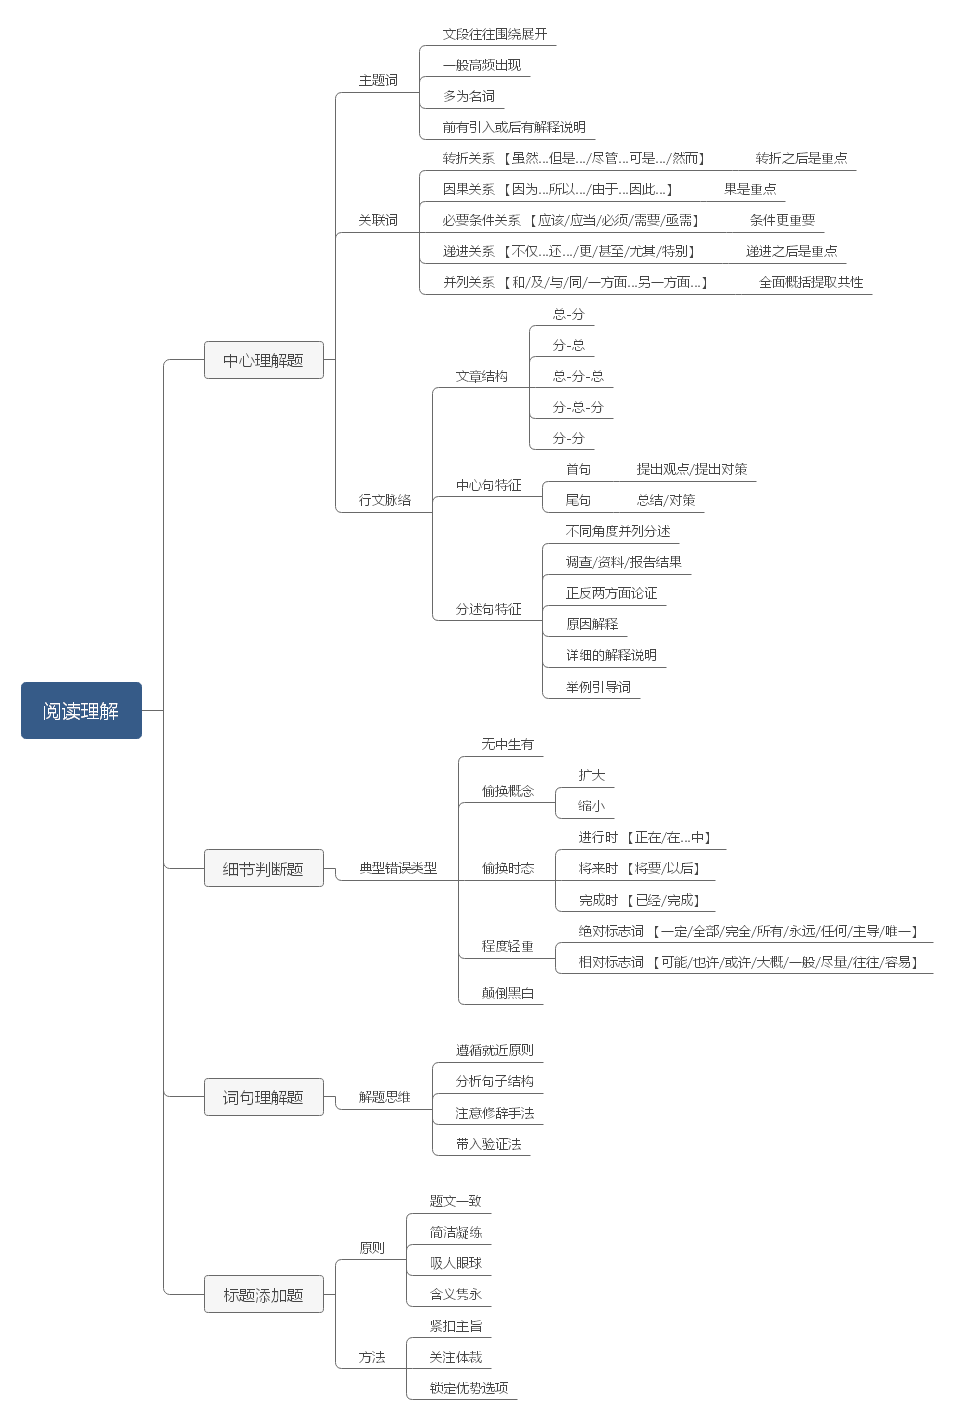 阅读理解
中心理解题
主题词
文段往往围绕展开
一般高频出现
多为名词
前有引入或后有解释说明
关联词
转折关系【虽然...但是.../尽管...可是.../然而】 转折之后是重点
因果关系【因为...所以.../由于...因此...】 果是重点
必要条件关系【应该/应当/必须/需要/亟需】 条件更重要
递进关系【不仅...还.../更/甚至/尤其/特别】 递进之后是重点
并列关系【和/及/与/同/一方面...另一方面...】 全面概括提取共性
行文脉络
文章结构
总-分
分-总
总-分-总
分-总-分
分-分
中心句特征
首句 提出观点/提出对策
尾句 总结/对策
分述句特征
不同角度并列分述
调查/资料/报告结果
正反两方面论证
原因解释
详细的解释说明
举例引导词
细节判断题
典型错误类型
无中生有
偷换概念
扩大
缩小
偷换时态
进行时【正在/在...中】
将来时【将要/以后】
完成时【已经/完成】
程度轻重
绝对标志词【一定/全部/完全/所有/永远/任何/主导/唯一】
相对标志词【可能/也许/或许/大概/一般/尽量/往往/容易】
颠倒黑白
词句理解题
解题思维
遵循就近原则
分析句子结构
注意修辞手法
带入验证法
标题添加题
原则
题文一致
简洁凝练
吸人眼球
含义隽永
方法
紧扣主旨
关注体裁
锁定优势选项